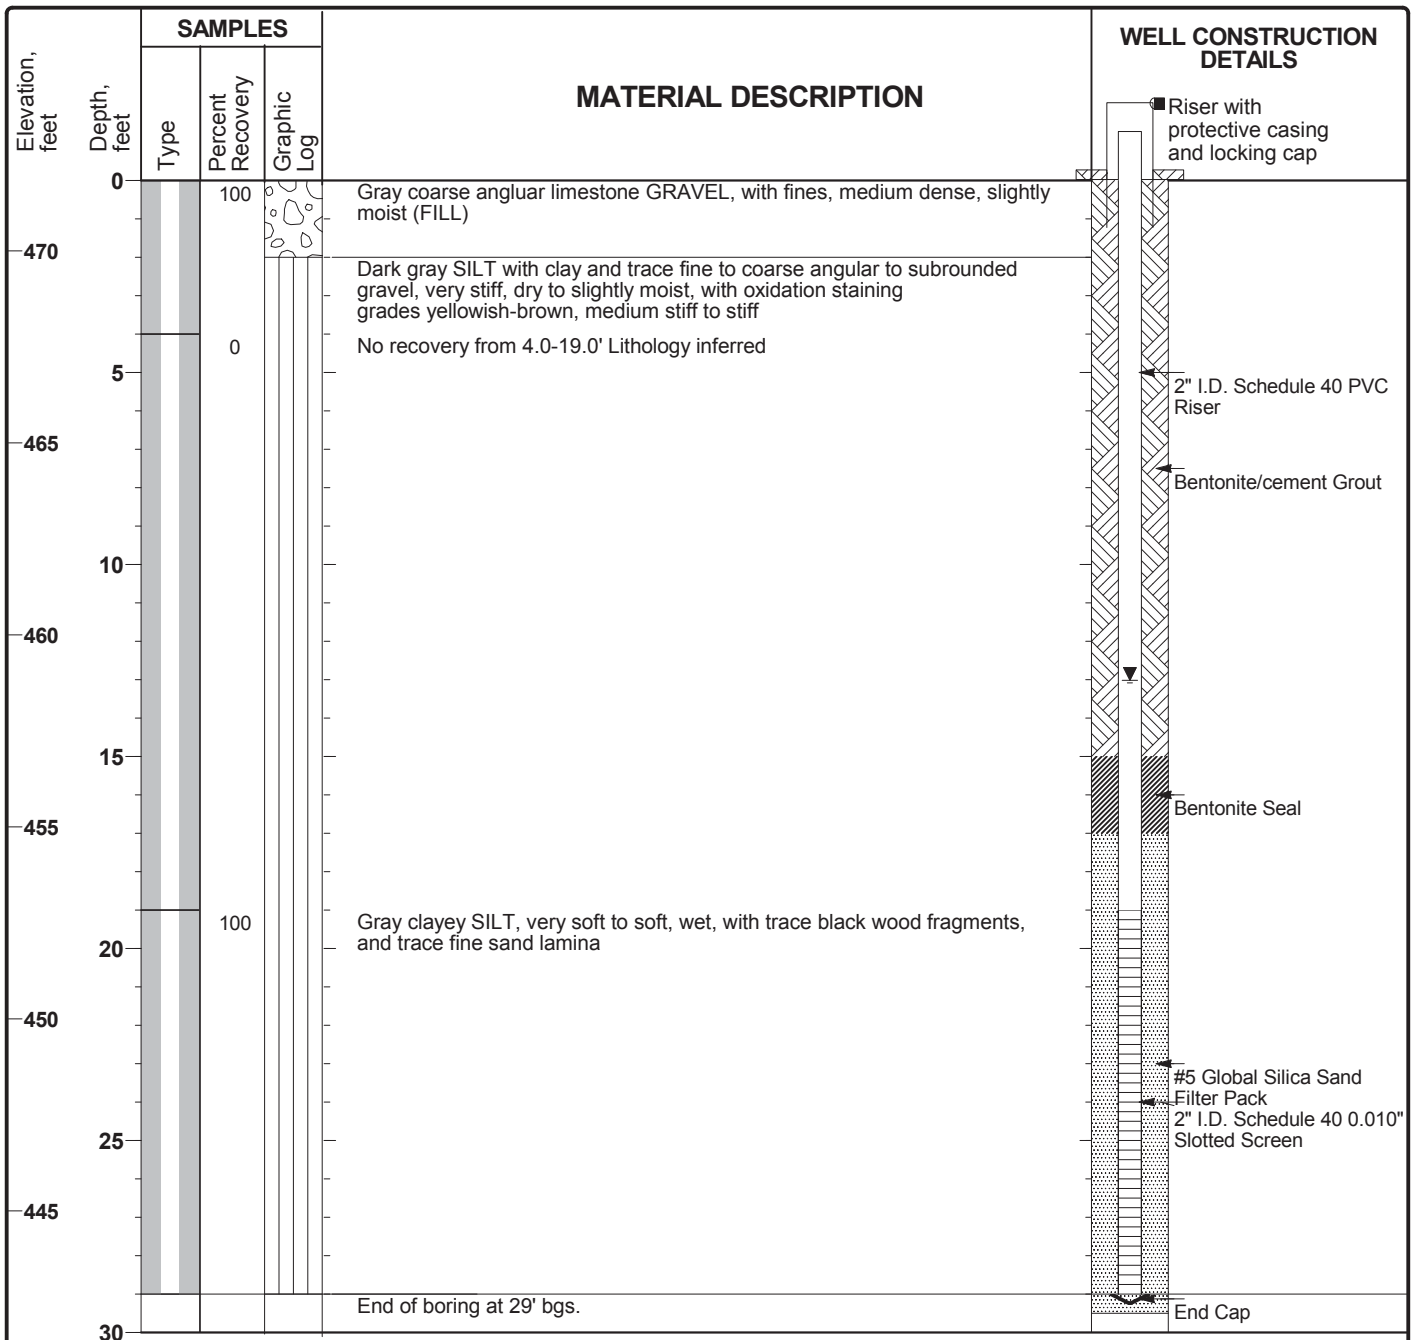 SAMPLES
WELL CONSTRUCTION
DETAILS
Elevation,
feet
Depth,
feet
Type
Percent
Recovery
Graphic
Log
MATERIAL DESCRIPTION
Riser with
protective casing
and locking cap
0
100
Gray coarse angluar limestone GRAVEL, with fines, medium dense, slightly
moist (FILL)
470
Dark gray SILT with clay and trace fine to coarse angular to subrounded
gravel, very stiff, dry to slightly moist, with oxidation staining
grades yellowish-brown, medium stiff to stiff
0
No recovery from 4.0-19.0' Lithology inferred
5
2" I.D. Schedule 40 PVC
Riser
465
Bentonite/cement Grout
10
460
15
Bentonite Seal
455
100
Gray clayey SILT, very soft to soft, wet, with trace black wood fragments,
and trace fine sand lamina
20
450
#5 Global Silica Sand
Filter Pack
2" I.D. Schedule 40 0.010"
Slotted Screen
25
445
End of boring at 29' bgs.
End Cap
30